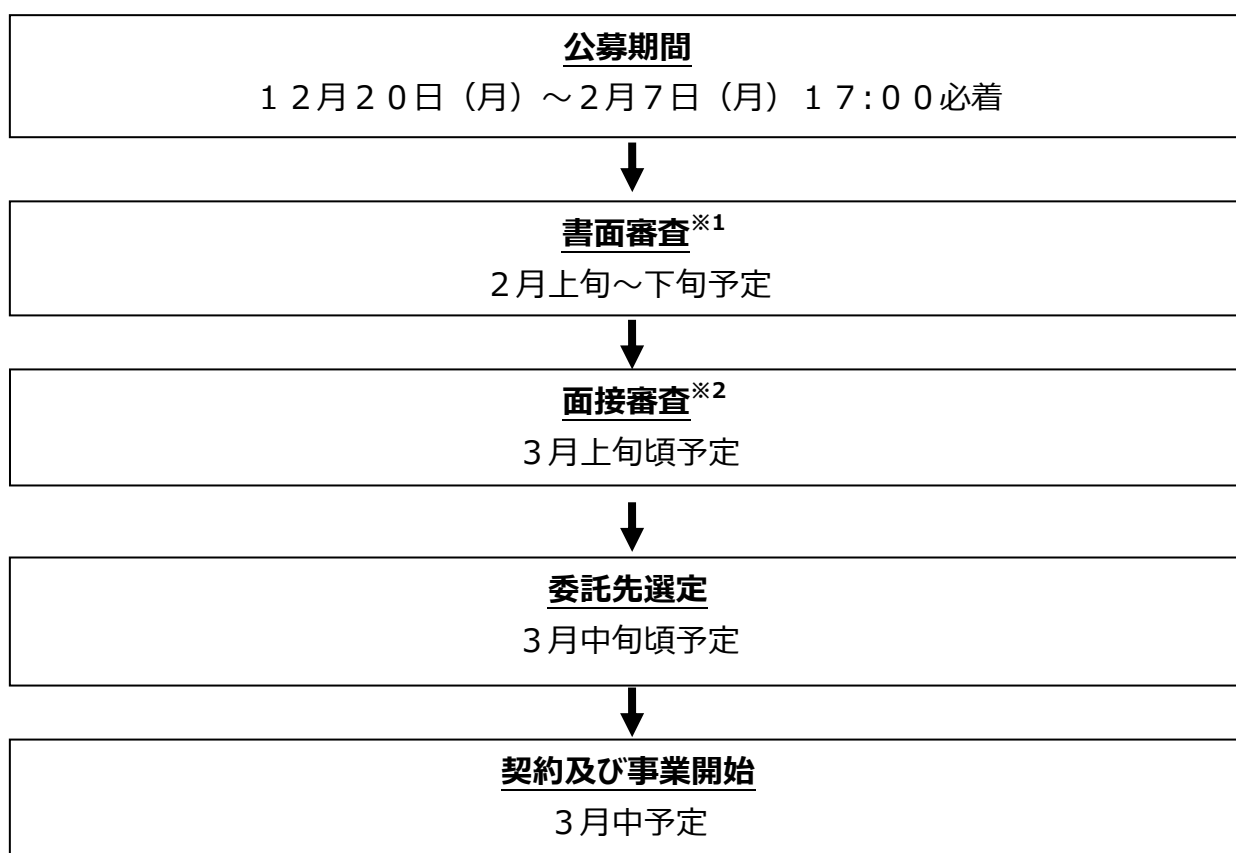 公募期間
１２月２０日（月）～２月７日（月）１７:００必着
書面審査※1
２月上旬～下旬予定
面接審査※2
３月上旬頃予定
委託先選定
３月中旬頃予定
契約及び事業開始
３月中予定